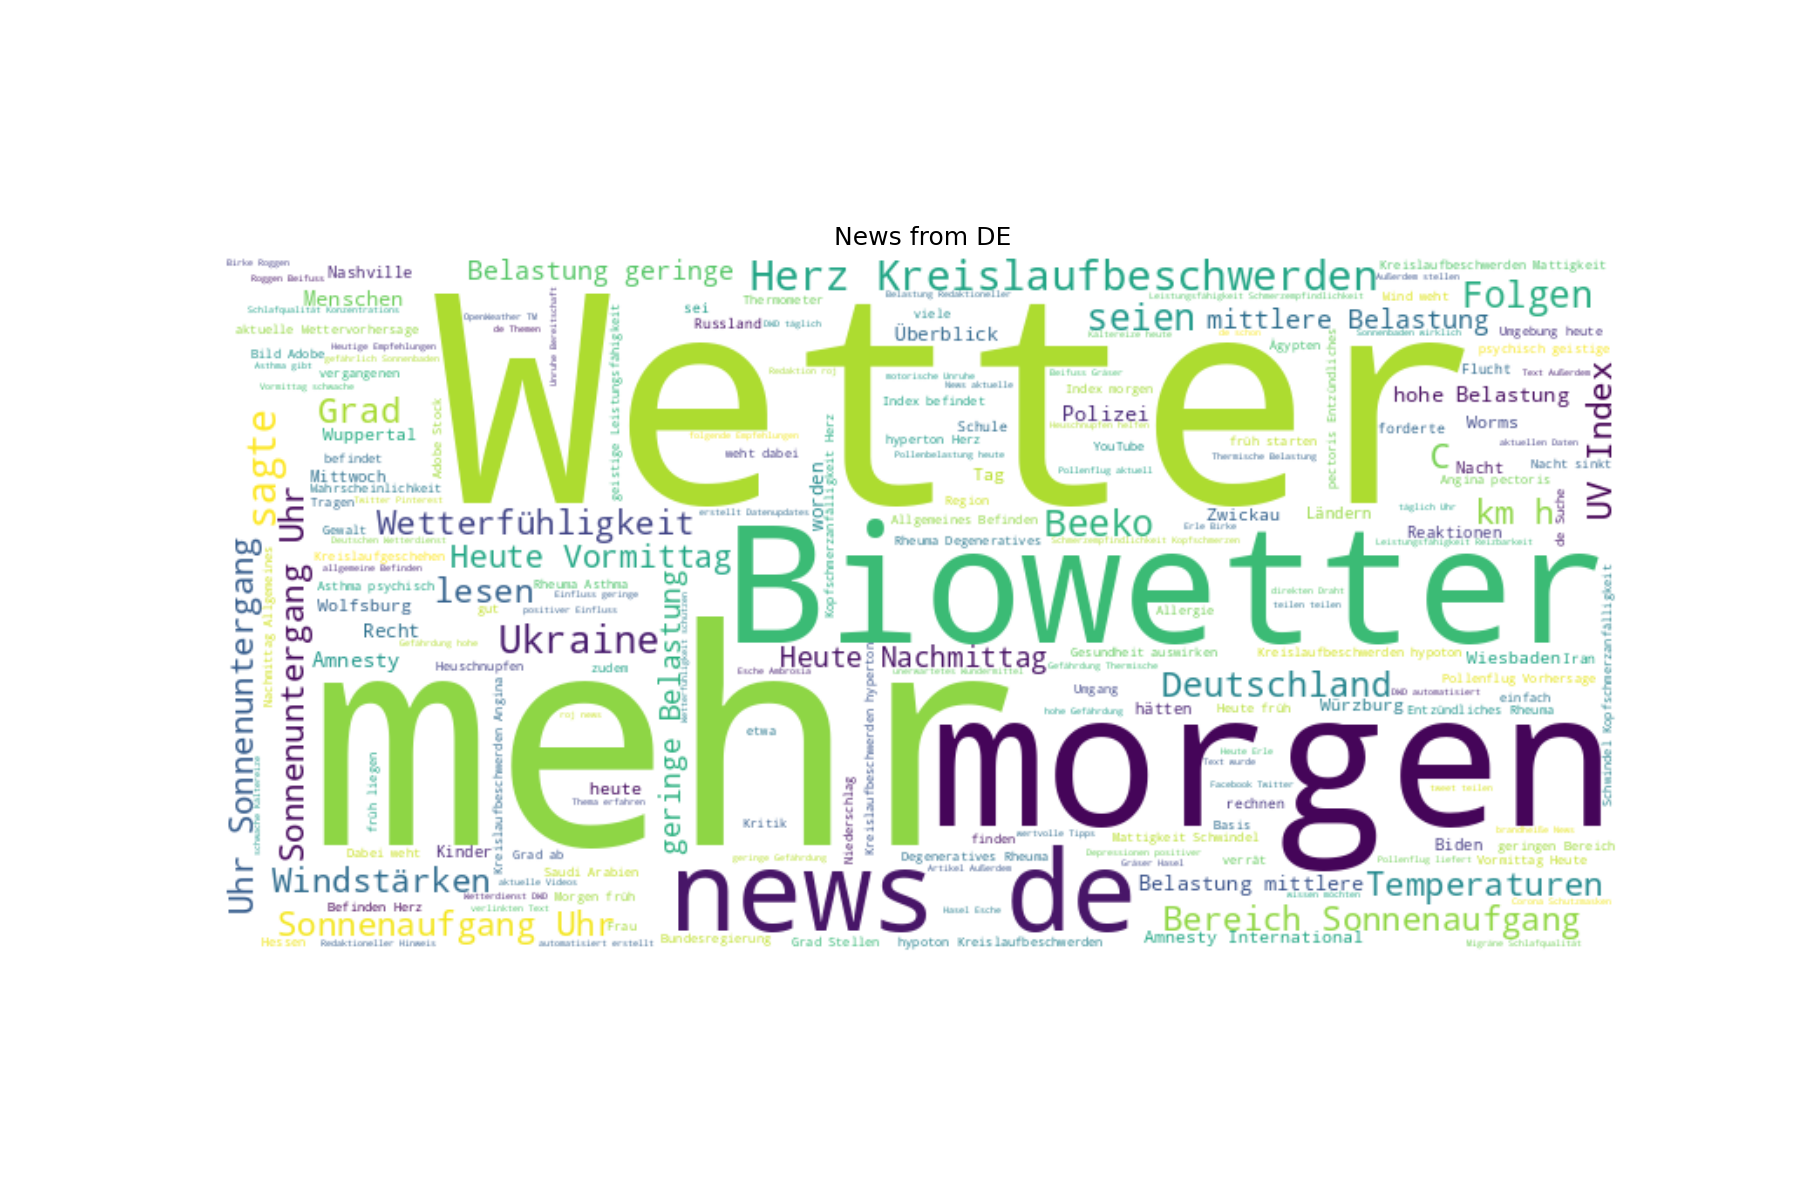 News from DE
Birke Roggen
Roggen Beifuss
Nashville
Belastung geringe
Herz Kreislaufbeschwerden
Kreislaufbeschwerden Mattigkeit
Außerdem stellen
Menschen
Schlafqualität Konzentrations
OpenWeather TM
de Themen
Unruhe Bereitschaft
geistige Leistungsfähigkeit
sei
Thermometer
Belastung Redaktioneller
Leistungsfähigkeit Schmerzempfindlichkeit
Wind weht
Folgen
aktuelle Wettervorhersage
Russland
DWD täglich
viele
Überblick
seien
mittlere Belastung
Umgebung heute
Kältereize heute
de schon
Sonnenbaden wirklich
Ägypten
Heutige Empfehlungen
Bild Adobe
gefährlich Sonnenbaden
Asthma gibt
vergangenen
Vormittag schwache
Wetter
psychisch geistige
Redaktion roj
motorische Unruhe
News aktuelle
Beifuss Gräser
Index morgen
pectoris Entzündliches
Flucht
Text Außerdem
hohe Belastung
UV Index
Grad
Adobe Stock
Index befindet
Polizei
Heuschnupfen helfen
Schule
forderte
Worms
sagte
Wuppertal
folgende Empfehlungen
hyperton Herz
YouTube
früh starten
aktuellen Daten
befindet
weht dabei
Pollenbelastung heute
Thermische Belastung
C
Nacht
Nacht sinkt
Mittwoch
Tag
Pollenflug aktuell
Angina pectoris
Wahrscheinlichkeit
Tragen
Twitter Pinterest
worden
Kopfschmerzanfälligkeit Herz
Region
erstellt Datenupdates
Zwickau
Ländern
täglich Uhr
km h
de Suche
Gewalt
Wetterfühligkeit
Allgemeines Befinden
Beeko
Erle Birke
Reaktionen
Deutschen Wetterdienst
Rheuma Degeneratives
Schmerzempfindlichkeit Kopfschmerzen
Leistungsfähigkeit Reizbarkeit
Uhr Sonnenuntergang
Sonnenuntergang Uhr
Nachmittag Allgemeines
Kreislaufgeschehen
Heute Vormittag
allgemeine Befinden
Biowetter
Asthma psychisch
lesen
Rheuma Asthma
Einfluss geringe
direkten Draht
Wolfsburg
gut
positiver Einfluss
Allergie
teilen teilen
Recht
Gefährdung hohe
Ukraine
geringe Belastung
Wetterfühligkeit schützen
Heute Nachmittag
Gesundheit auswirken
Kreislaufbeschwerden hypoton
Wiesbaden
Iran
Amnesty
Heuschnupfen
zudem
Esche Ambrosia
unerwartetes Wundermittel
Gefährdung Thermische
Pollenflug Vorhersage
mehr
Kreislaufbeschwerden Angina
Umgang
Deutschland
DWD automatisiert
einfach
roj news
hohe Gefährdung
hätten
Heute früh
Würzburg
Entzündliches Rheuma
Schwindel Kopfschmerzanfälligkeit
etwa
Kreislaufbeschwerden hyperton
morgen
schwache Kältereize
früh liegen
Heute Erle
Text wurde
heute
Facebook Twitter
tweet teilen
Thema erfahren
Niederschlag
rechnen
Kritik
Basis
finden
wertvolle Tipps
Mattigkeit Schwindel
brandheiße News
Dabei weht
Kinder
Grad ab
geringe Gefährdung
Degeneratives Rheuma
Depressionen positiver
Gräser Hasel
verrät
Biden
geringen Bereich
Pollenflug liefert
Vormittag Heute
Artikel Außerdem
Saudi Arabien
Windstärken
aktuelle Videos
news de
Belastung mittlere
Temperaturen
wissen möchten
Wetterdienst DWD
Morgen früh
Corona Schutzmasken
Befinden Herz
verlinkten Text
Hasel Esche
Sonnenaufgang Uhr
Frau
Bereich Sonnenaufgang
Hessen
Redaktioneller Hinweis
automatisiert erstellt
Bundesregierung
Grad Stellen
hypoton Kreislaufbeschwerden
Amnesty International
Migräne Schlafqualität